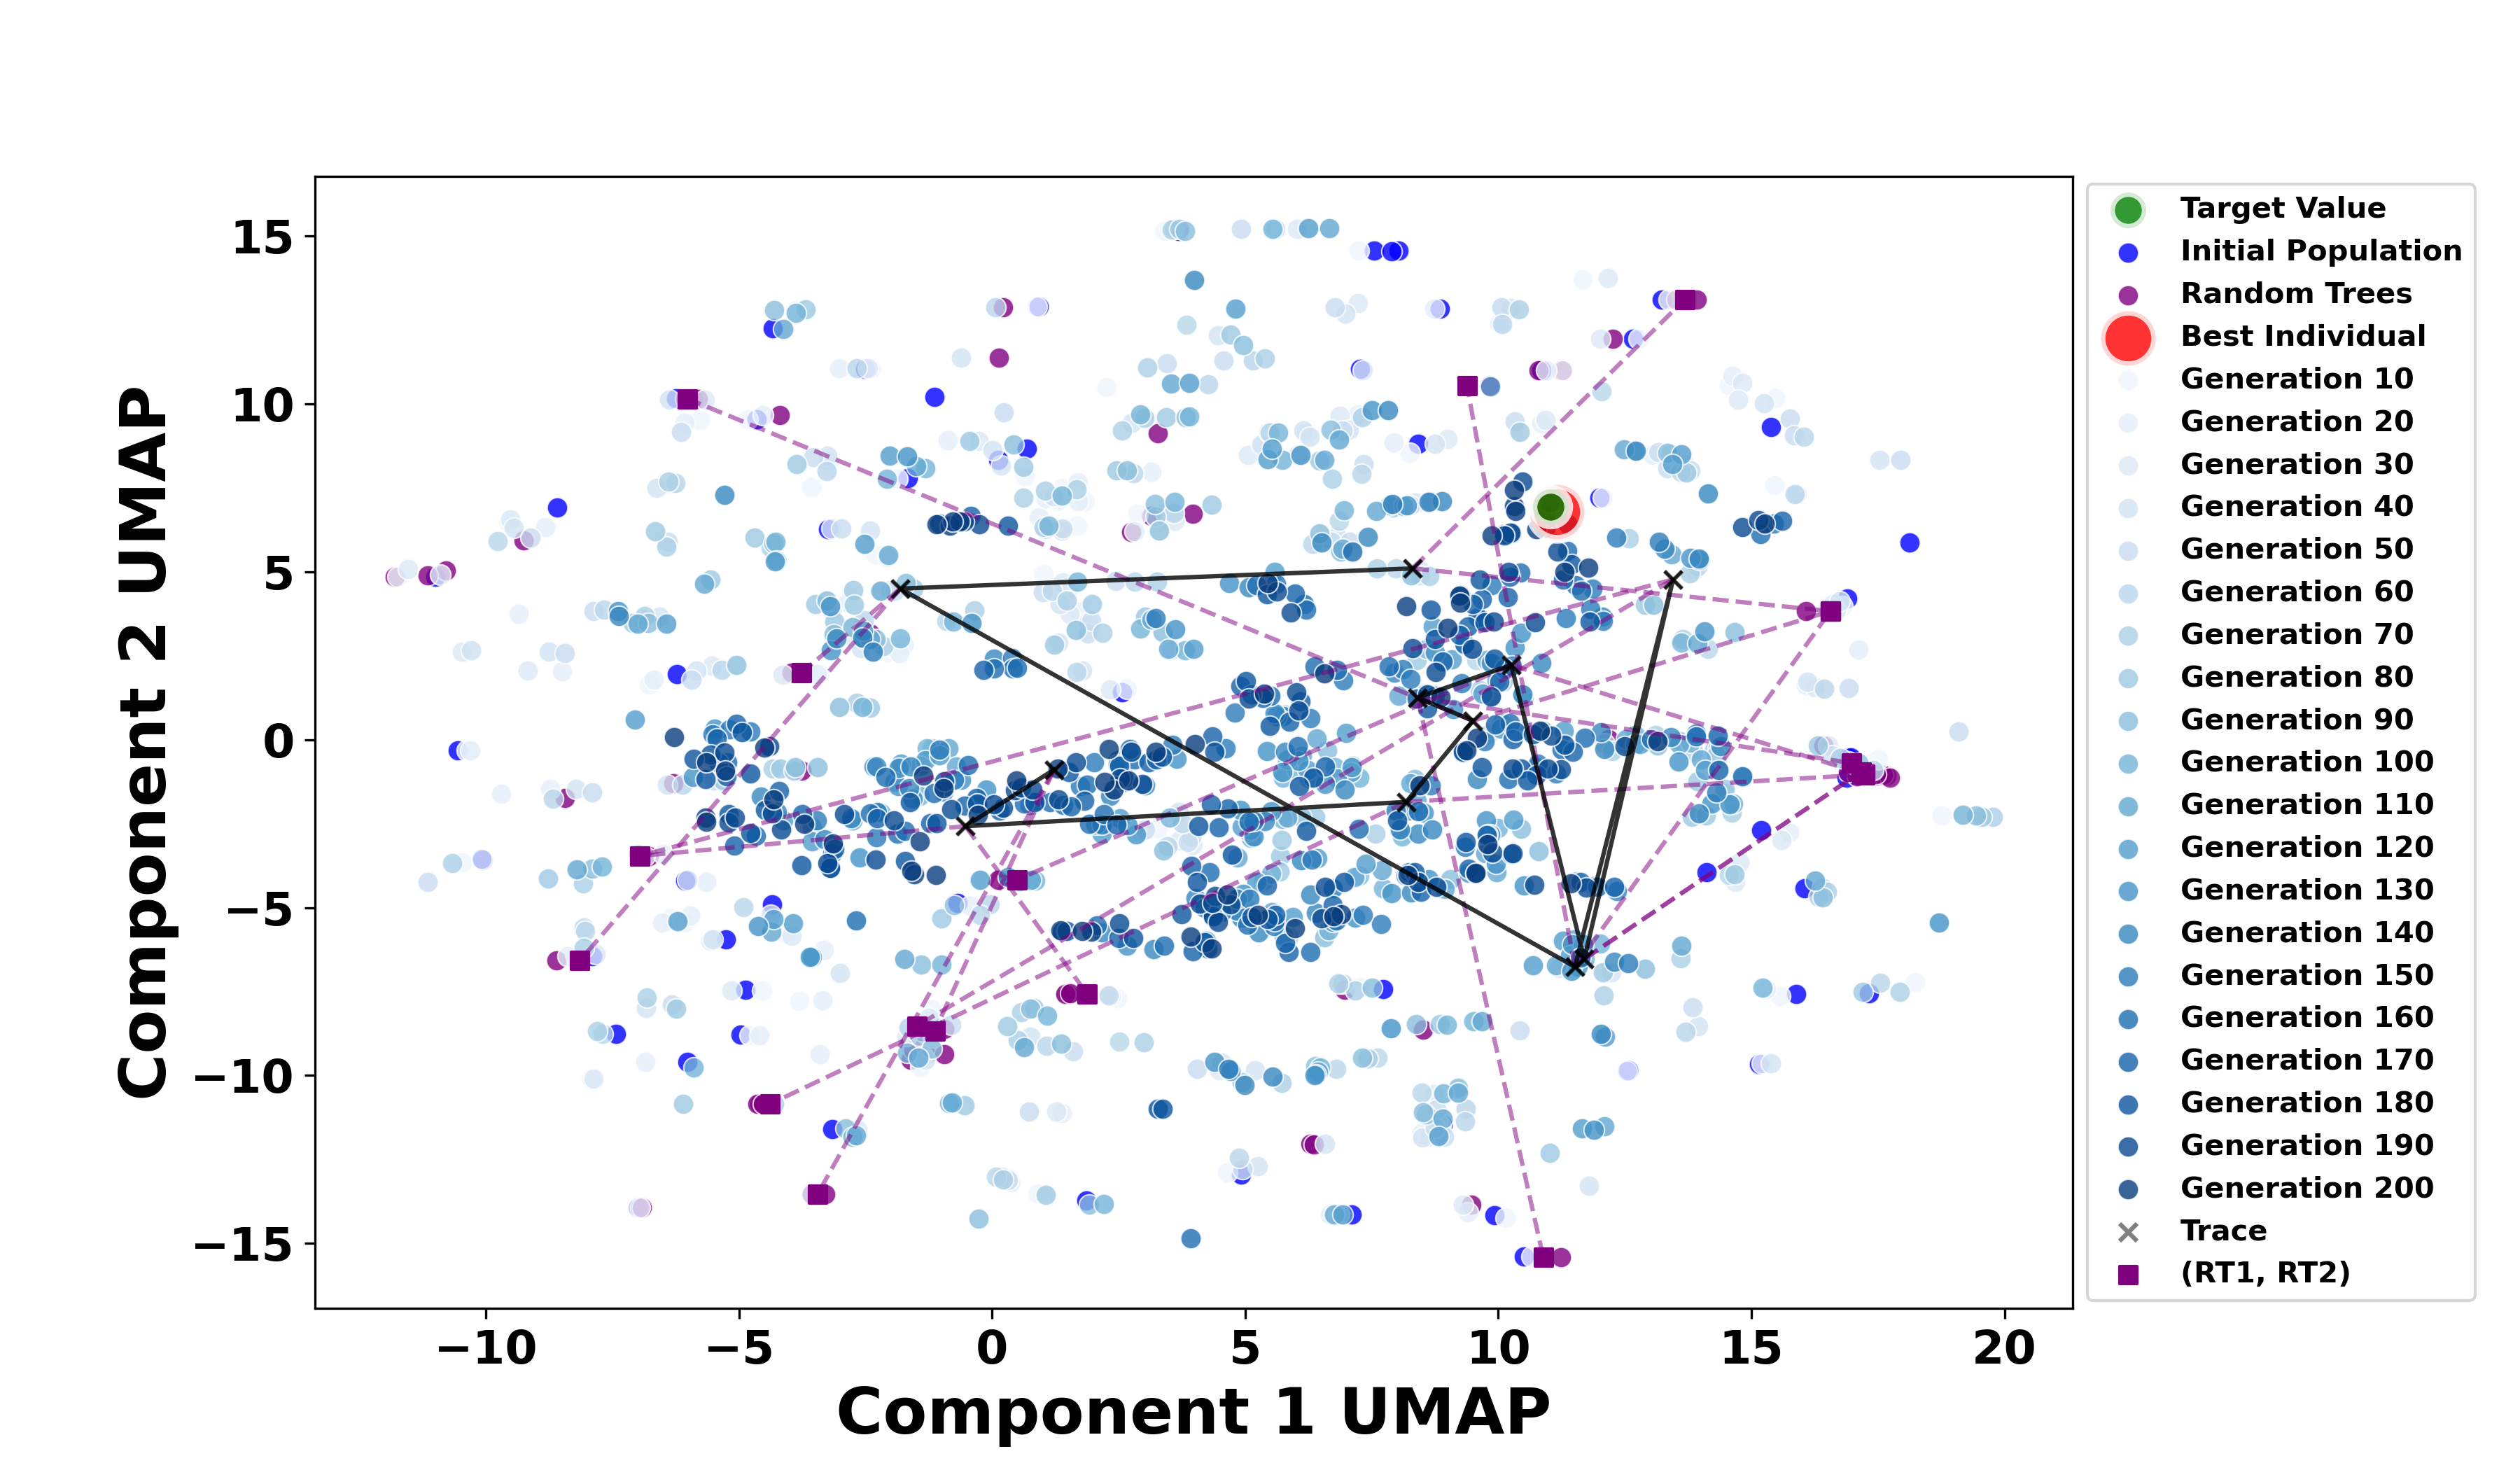 15
10
5
0
−5
−10
−15
Component 2 UMAP
−10
−5
0
5
10
15
20
Component 1 UMAP
Target Value
Initial Population
Random Trees
Best Individual
Generation 10
Generation 20
Generation 30
Generation 40
Generation 50
Generation 60
Generation 70
Generation 80
Generation 90
Generation 100
Generation 110
Generation 120
Generation 130
Generation 140
Generation 150
Generation 160
Generation 170
Generation 180
Generation 190
Generation 200
Trace
(RT1, RT2)